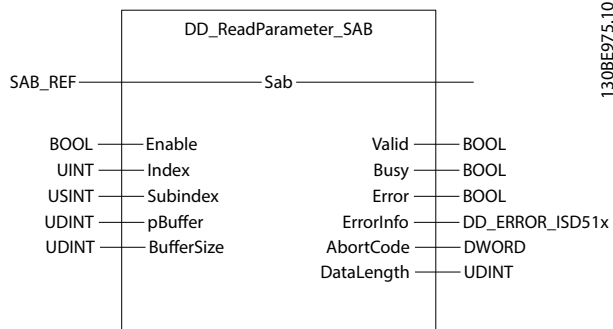 DD_ReadParameter_SAB
SAB_REF Sab
BOOL Enable Valid BOOL
UINT Index Busy BOOL
USINT Subindex Error BOOL
UDINT pBuffer ErrorInfo DD_ERROR_ISD51x
UDINT BufferSize AbortCode DWORD
DataLength UDINT
130BE975.10